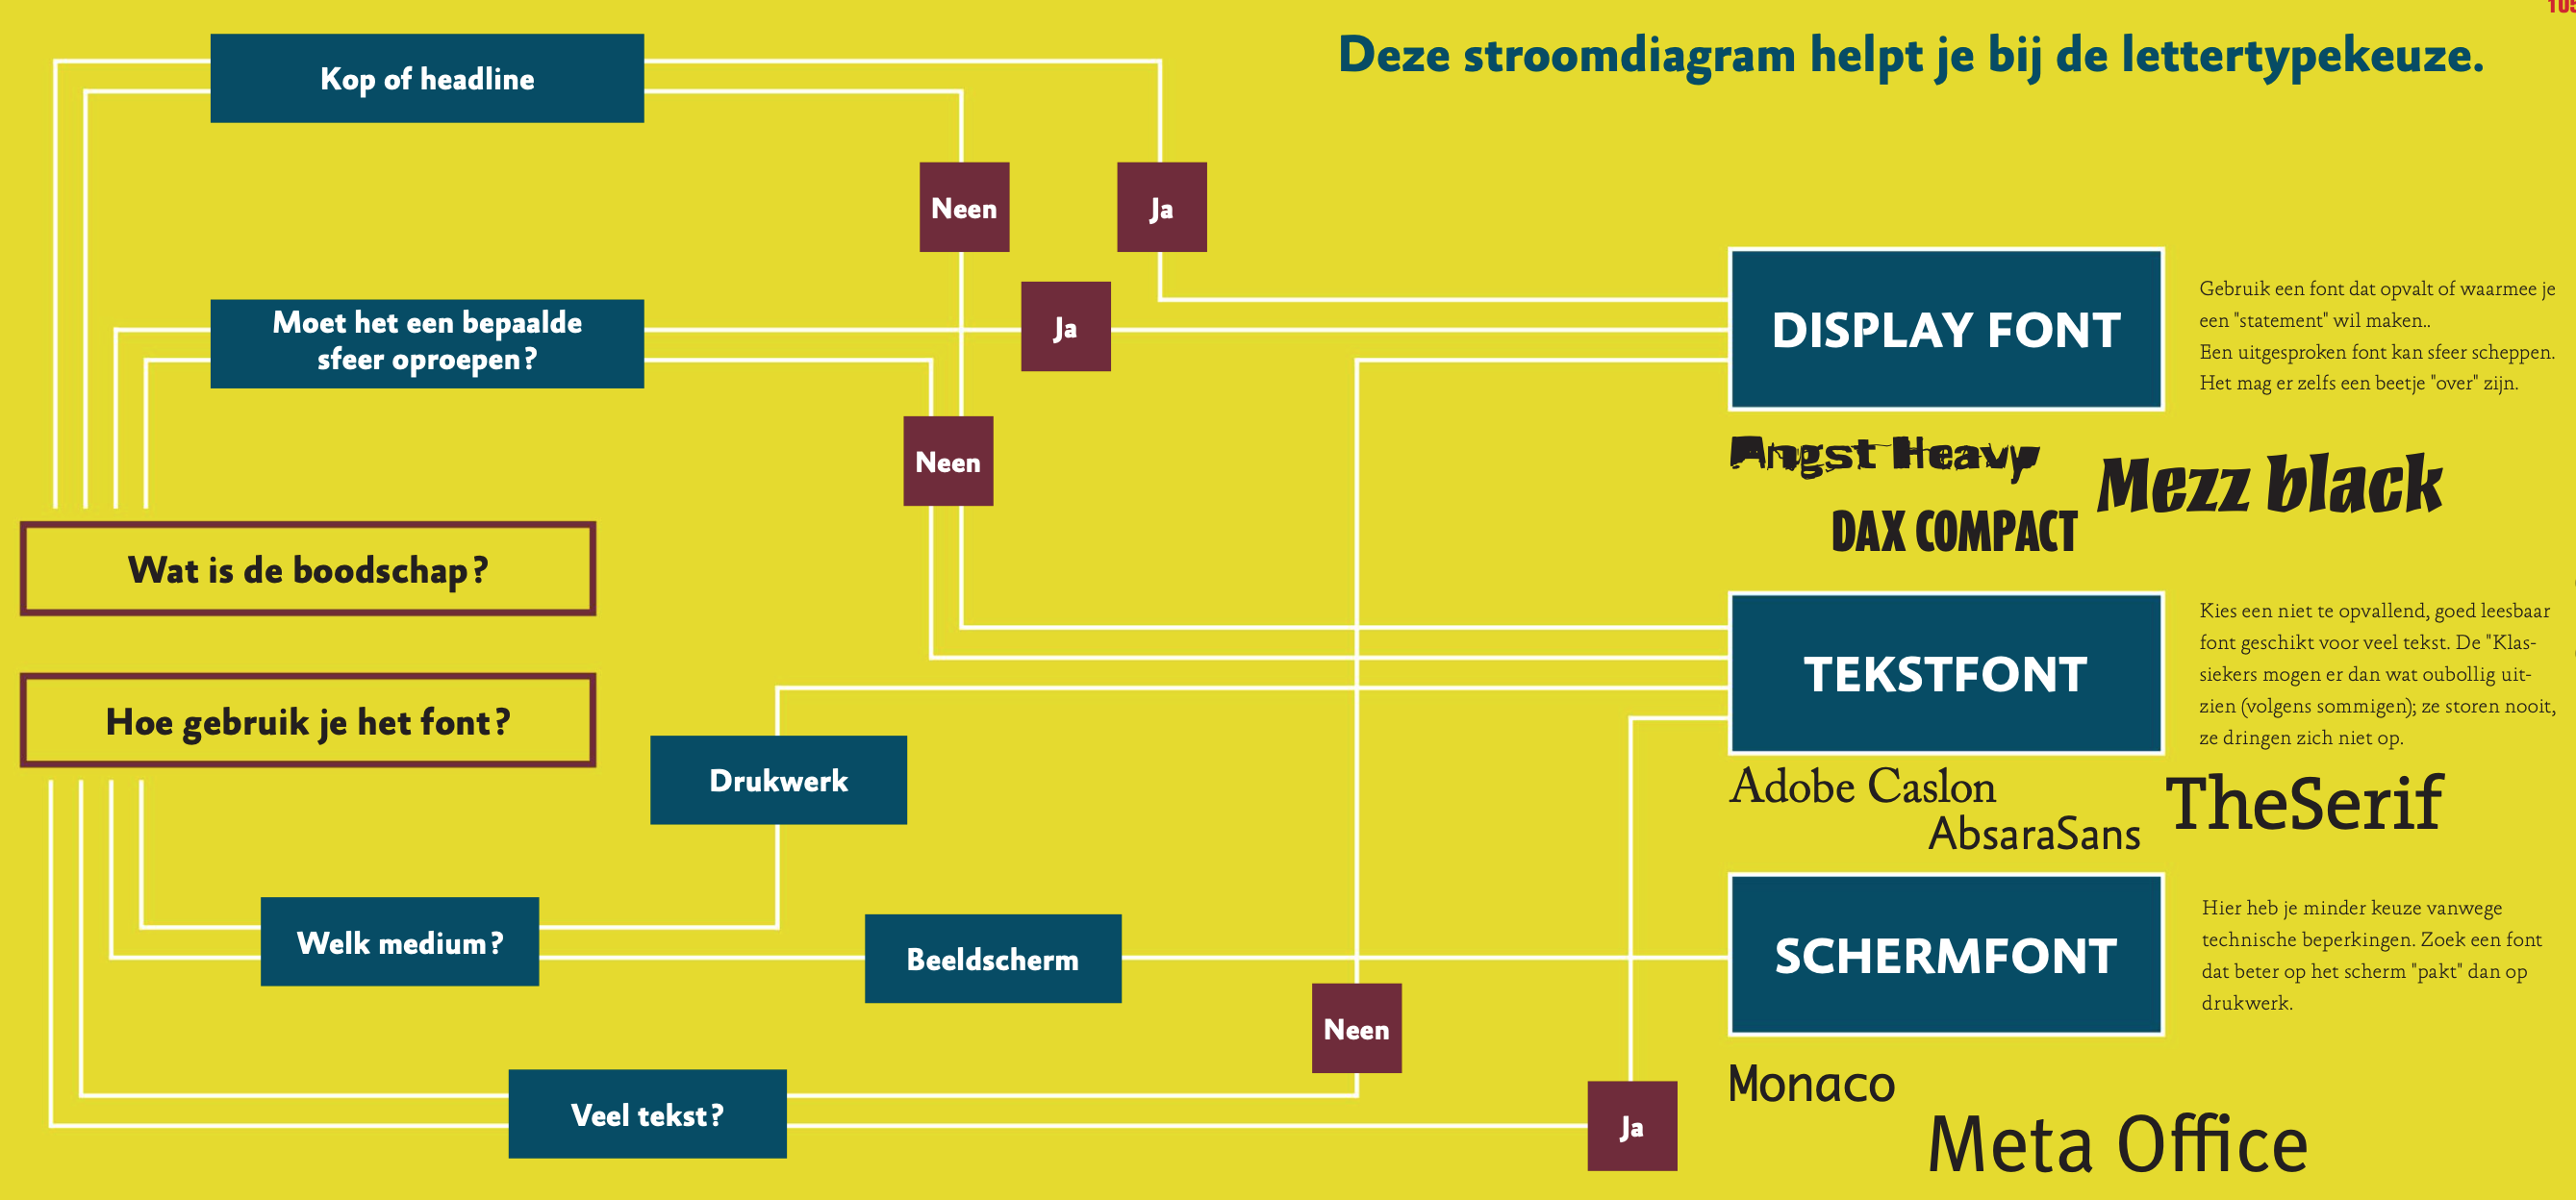 105
Deze stroomdiagram helpt je bij de lettertypekeuze.
Kop of headline
Neen
Ja
Moet het een bepaalde
sfeer oproepen?
Ja
Neen
DISPLAY FONT
Gebruik een font dat opvalt of waarmee je
een "statement" wil maken..
Een uitgesproken font kan sfeer scheppen.
Het mag er zelfs een beetje "over" zijn.
Angst Heavy
Mezz black
DAX COMPACT
Wat is de boodschap?
Hoe gebruik je het font?
TEKSTFONT
Kies een niet te opvallend, goed leesbaar
font geschikt voor veel tekst. De "Klas-
siekers mogen er dan wat oubollig uit-
zien (volgens sommigen); ze storen nooit,
ze dringen zich niet op.
Adobe Caslon
TheSerif
AbsaraSans
Drukwerk
Welk medium?
Beeldscherm
SCHERMFONT
Hier heb je minder keuze vanwege
technische beperkingen. Zoek een font
dat beter op het scherm "pakt" dan op
drukwerk.
Neen
Veel tekst?
Ja
Monaco
Meta Office